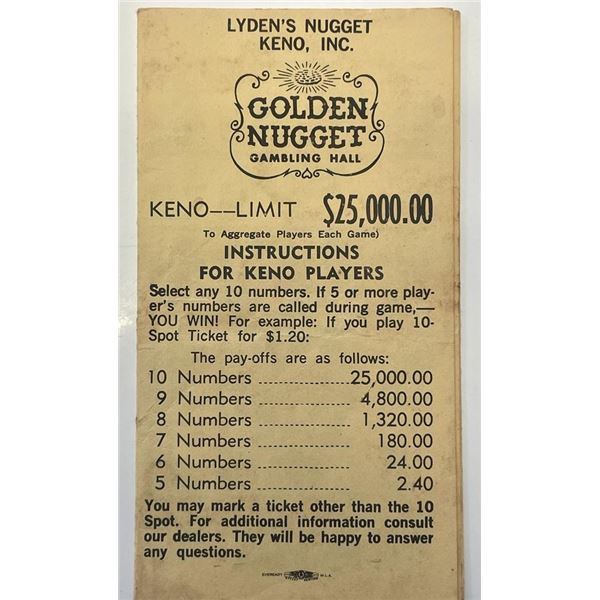 LYDEN'S NUGGET
KENO, INC.
GOLDEN
NUGGET
GAMBLING HALL
KENO––LIMIT $25,000.00
To Aggregate Players Each Game)
INSTRUCTIONS
FOR KENO PLAYERS
Select any 10 numbers. If 5 or more play-
er's numbers are called during game,—
YOU WIN! For example: If you play 10-
Spot Ticket for $1.20:
The pay-offs are as follows:
10 Numbers ........................ 25,000.00
9 Numbers ........................ 4,800.00
8 Numbers ........................ 1,320.00
7 Numbers ........................ 180.00
6 Numbers ........................ 24.00
5 Numbers ........................ 2.40
You may mark a ticket other than the 10
Spot. For additional information consult
our dealers. They will be happy to answer
any questions.
EVEREADY W-L.A.